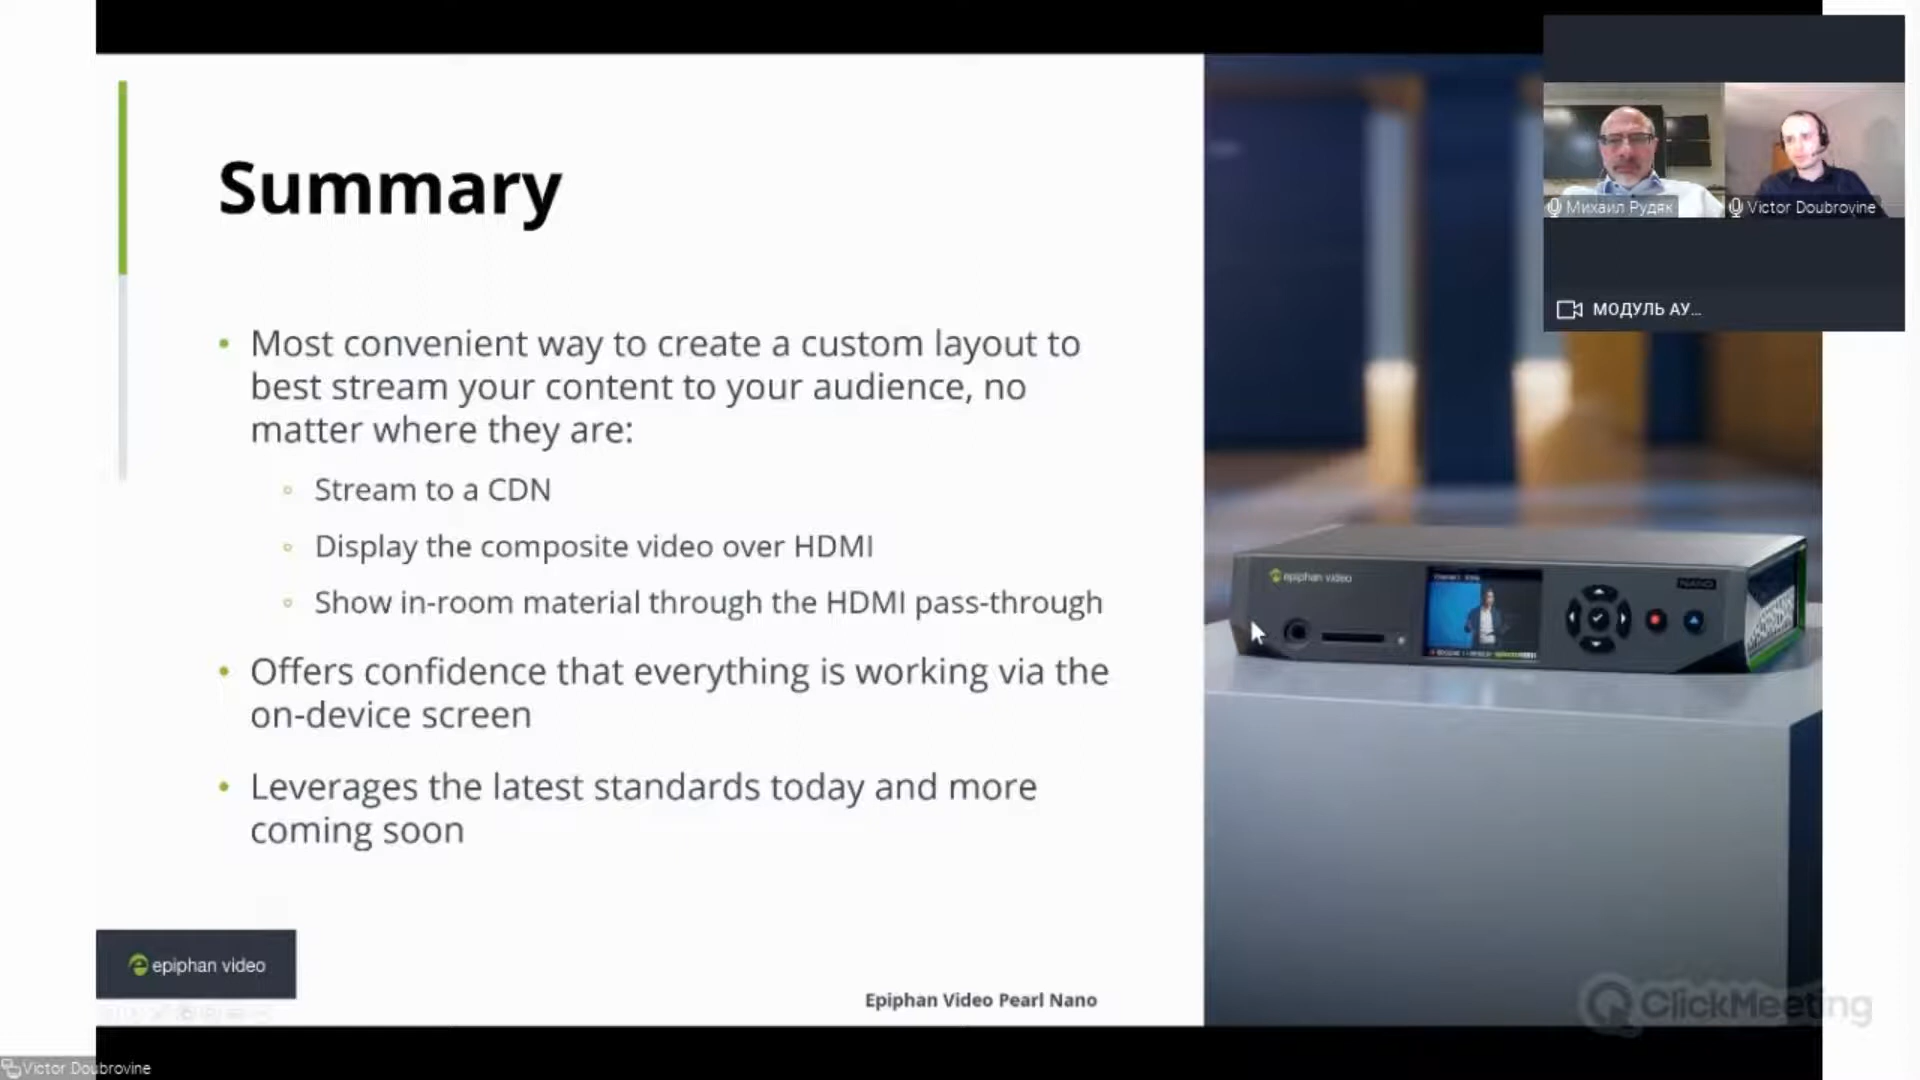 Summary
Most convenient way to create a custom layout to
best stream your content to your audience, no
matter where they are:
Stream to a CDN
Display the composite video over HDMI
Show in-room material through the HDMI pass-through
Offers confidence that everything is working via the
on-device screen
Leverages the latest standards today and more
coming soon
epiphan video
Epiphan Video Pearl Nano
Михаил Рудяк
Victor Doubrovine
МОДУЛЬ АУ...
epiphan video
NANO
ClickMeeting
Victor Doubrovine